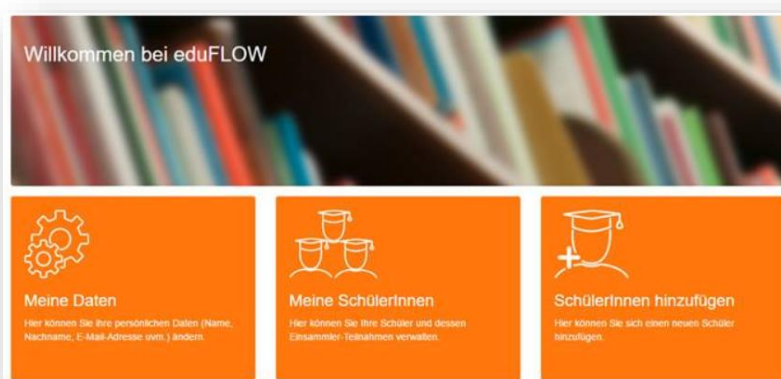 Willkommen bei eduFLOW
Meine Daten
Hier können Sie ihre persönlichen Daten (Name,
Nachname, E-Mail-Adresse uvm.) ändern.
Meine SchülerInnen
Hier können Sie Ihre Schüler und dessen
Einsammler-Teilnahmen verwalten.
SchülerInnen hinzufügen
Hier können Sie sich einen neuen Schüler
hinzufügen.